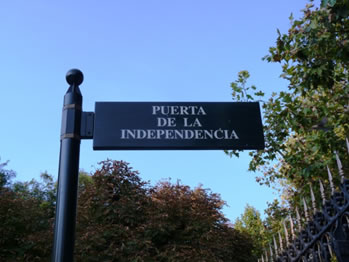 PUERTA
DE LA
INDEPENDENCIA